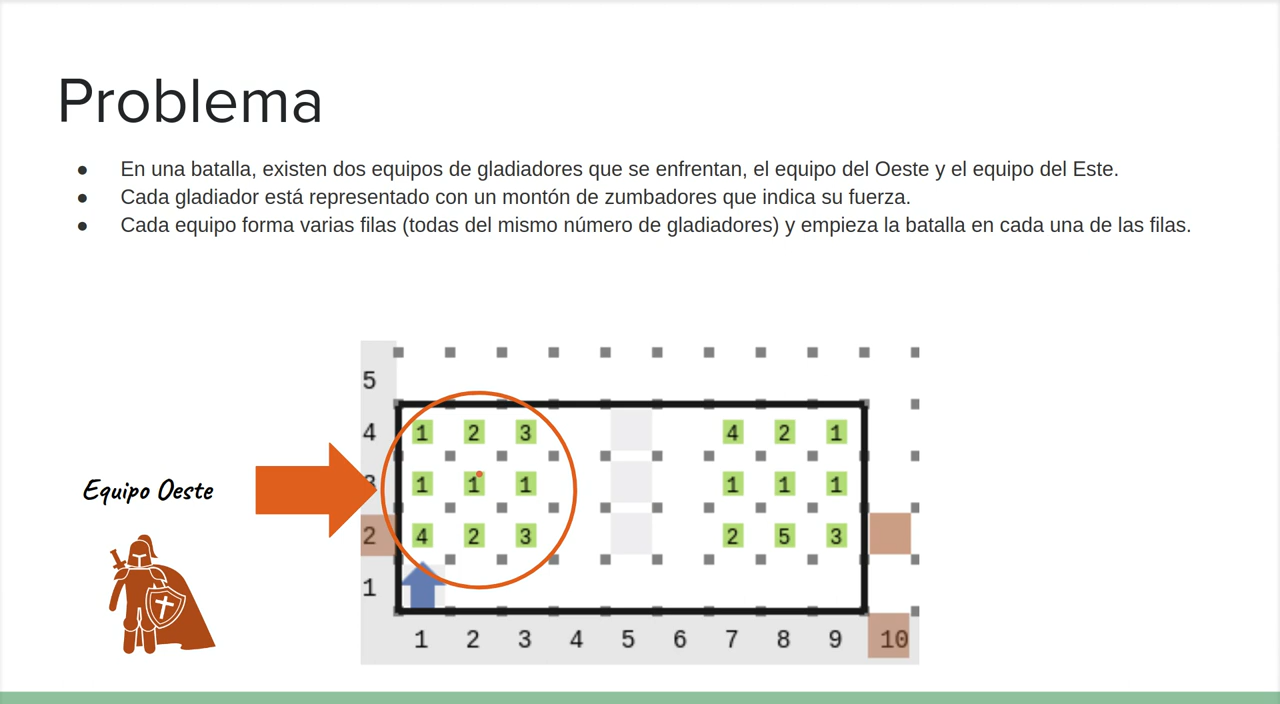 Problema
● En una batalla, existen dos equipos de gladiadores que se enfrentan, el equipo del Oeste y el equipo del Este.
● Cada gladiador está representado con un montón de zumbadores que indica su fuerza.
● Cada equipo forma varias filas (todas del mismo número de gladiadores) y empieza la batalla en cada una de las filas.
5
4 1 2 3 4 2 1
3 1 1 1 1 1 1
Equipo Oeste
2 4 2 3 2 5 3
1
1 2 3 4 5 6 7 8 9 10